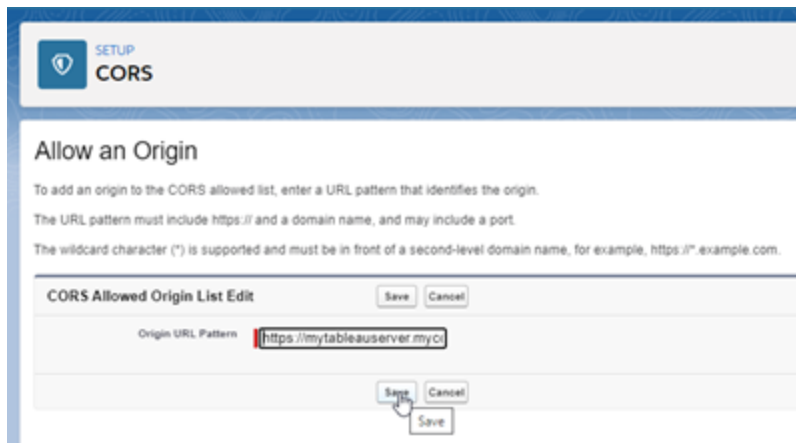 SETUP
CORS
Allow an Origin
To add an origin to the CORS allowed list, enter a URL pattern that identifies the origin.
The URL pattern must include https:// and a domain name, and may include a port.
The wildcard character (*) is supported and must be in front of a second-level domain name, for example, https://*.example.com.
CORS Allowed Origin List Edit Save Cancel
Origin URL Pattern https://mytableauserver.myco
Save Cancel
Save